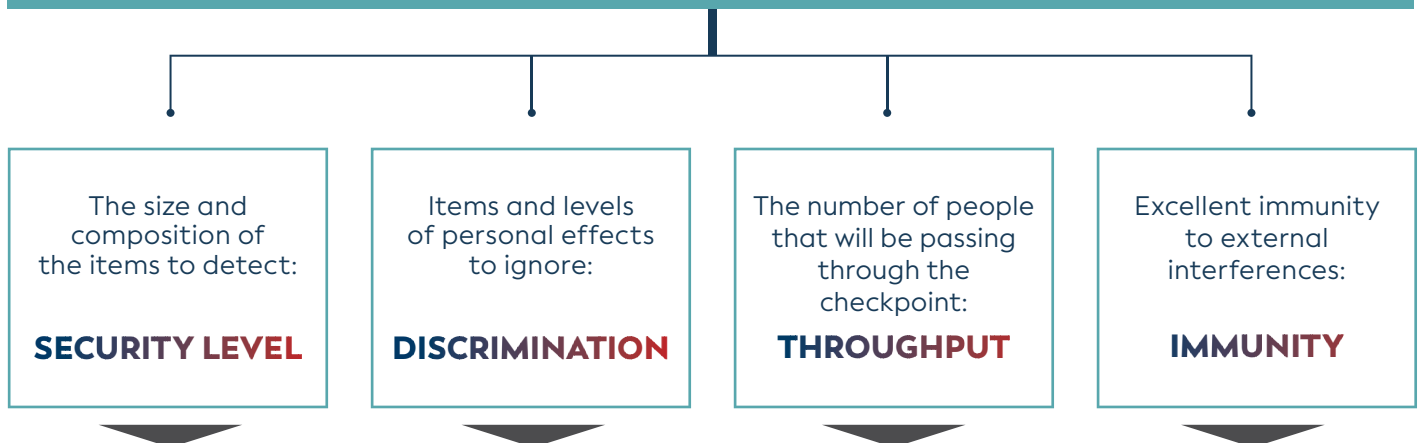 The size and
composition of
the items to detect:
SECURITY LEVEL
Items and levels
of personal effects
to ignore:
DISCRIMINATION
The number of people
that will be passing
through the
checkpoint:
THROUGHPUT
Excellent immunity
to external
interferences:
IMMUNITY